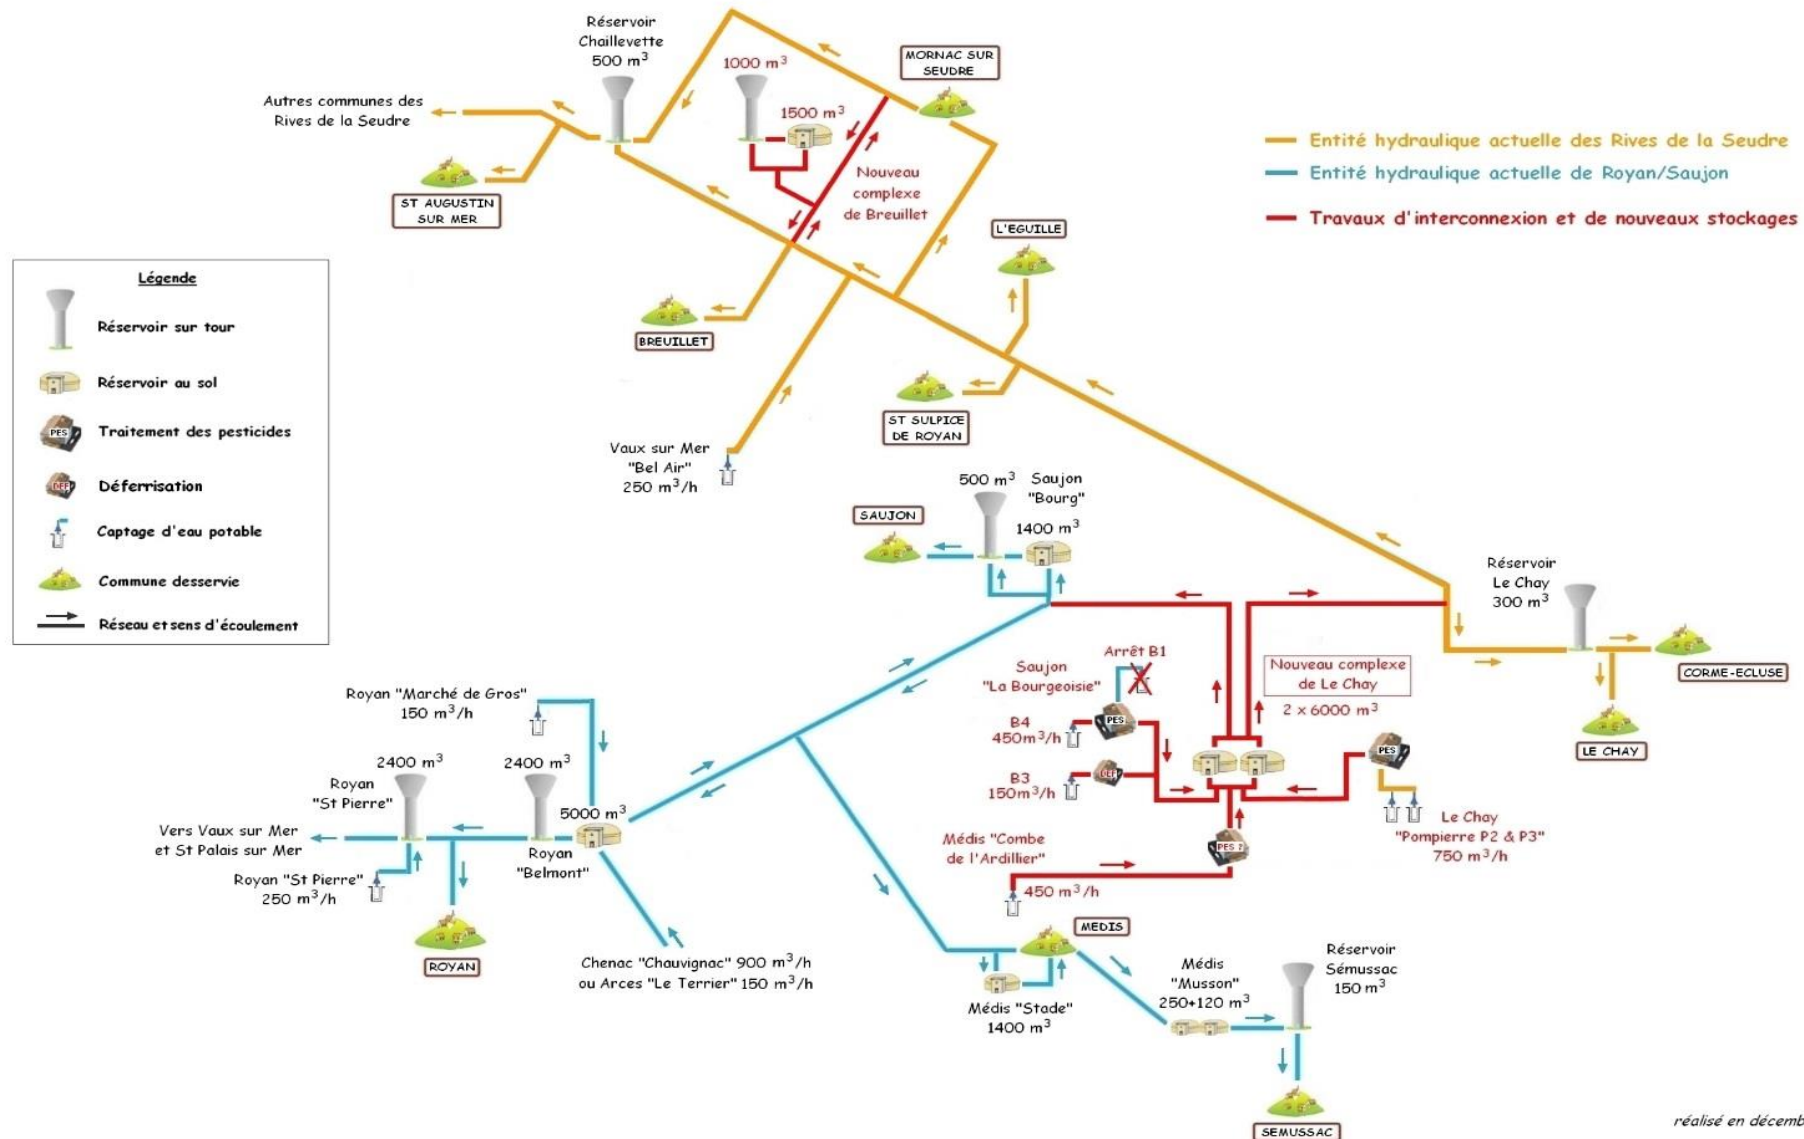 Réservoir
Chaillevette
500 m³
1000 m³
1500 m³
MORNAC SUR
SEUDRE
Autres communes des
Rives de la Seudre
ST AUGUSTIN
SUR MER
Nouveau
complexe
de Breuillet
L'EGUILLE
Entité hydraulique actuelle des Rives de la Seudre
Entité hydraulique actuelle de Royan/Saujon
Travaux d'interconnexion et de nouveaux stockages
Légende
Réservoir sur tour
Réservoir au sol
PES
Traitement des pesticides
DEF
Déferrisation
Captage d'eau potable
Commune desservie
Réseau et sens d'écoulement
BREUILLET
ST SULPICE
DE ROYAN
Vaux sur Mer
"Bel Air"
250 m³/h
500 m³
Saujon
"Bourg"
1400 m³
SAUJON
Réservoir
Le Chay
300 m³
CORME-ECLUSE
LE CHAY
Arrêt B1
Saujon
"La Bourgeoisie"
B4
450m³/h
PES
B3
150m³/h
DEF
Nouveau complexe
de Le Chay
2 x 6000 m³
PES
Le Chay
"Pompierre P2 & P3"
750 m³/h
Médis "Combe
de l'Ardillier"
PES ?
450 m³/h
Royan "Marché de Gros"
150 m³/h
2400 m³
2400 m³
Royan
"St Pierre"
5000 m³
Vers Vaux sur Mer
et St Palais sur Mer
Royan
"Belmont"
Royan "St Pierre"
250 m³/h
ROYAN
Chenac "Chauvignac" 900 m³/h
ou Arces "Le Terrier" 150 m³/h
MEDIS
Médis "Stade"
1400 m³
Médis
"Musson"
250+120 m³
Réservoir
Sémussac
150 m³
SEMUSSAC
réalisé en décemb